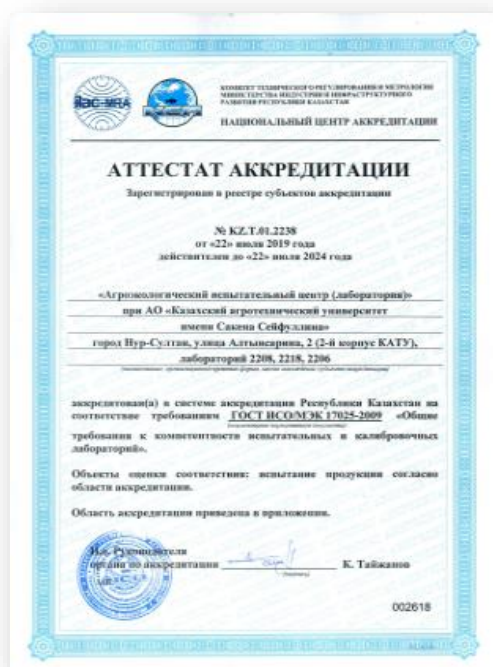 ilac-MRA
КОМИТЕТ ТЕХНИЧЕСКОГО РЕГУЛИРОВАНИЯ И МЕТРОЛОГИИ
МИНИСТЕРСТВА ИНДУСТРИИ И ИНФРАСТРУКТУРНОГО
РАЗВИТИЯ РЕСПУБЛИКИ КАЗАХСТАН
НАЦИОНАЛЬНЫЙ ЦЕНТР АККРЕДИТАЦИИ
АТТЕСТАТ АККРЕДИТАЦИИ
Зарегистрирован в реестре субъектов аккредитации
№ KZ.T.01.2238
от «22» июля 2019 года
действителен до «22» июля 2024 года
«Агроэкологический испытательный центр (лаборатория)»
при АО «Казахский агротехнический университет
имени Сакена Сейфуллина»
город Нур-Султан, улица Алтынсарина, 2 (2-й корпус КАТУ),
лабораторий 2208, 2218, 2206
аккредитован(а) в системе аккредитации Республики Казахстан на
соответствие требованиям ГОСТ ИСО/МЭК 17025-2009 «Общие
требования к компетентности испытательных и калибровочных
лабораторий».
Объекты оценки соответствия: испытание продукции согласно
области аккредитации.
Область аккредитации приведена в приложении.
И.о. Руководителя
органа по аккредитации К. Тайжанов
002618